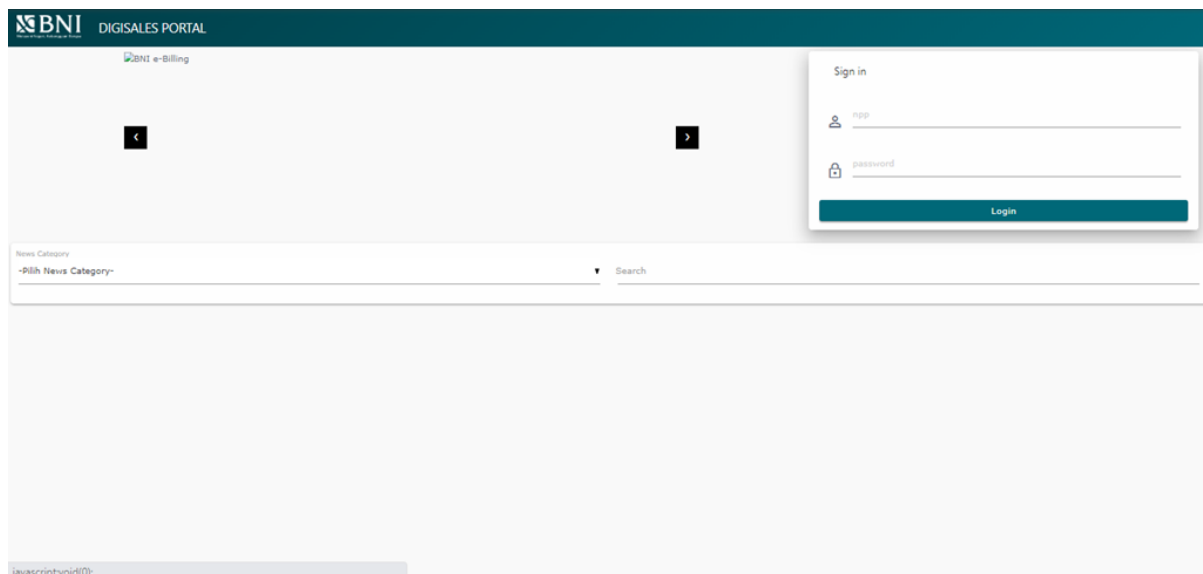 BNI
DIGISALES PORTAL
BNI e-Billing
Sign in
npp
password
Login
News Category
-Pilih News Category-
Search
javascript:void(0);